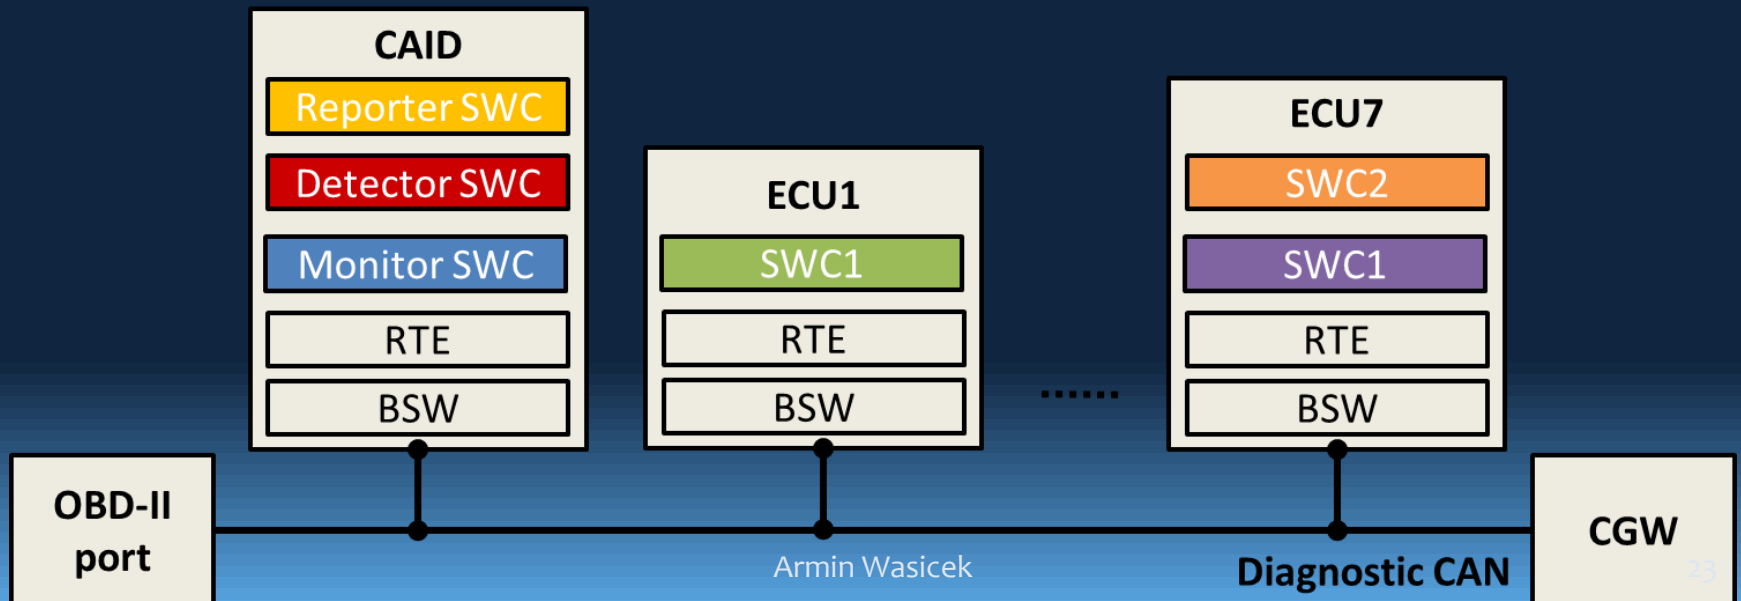 CAID
Reporter SWC
Detector SWC
Monitor SWC
RTE
BSW
ECU1
SWC1
RTE
BSW
......
ECU7
SWC2
SWC1
RTE
BSW
OBD-II
port
CGW
Diagnostic CAN
Armin Wasicek
23